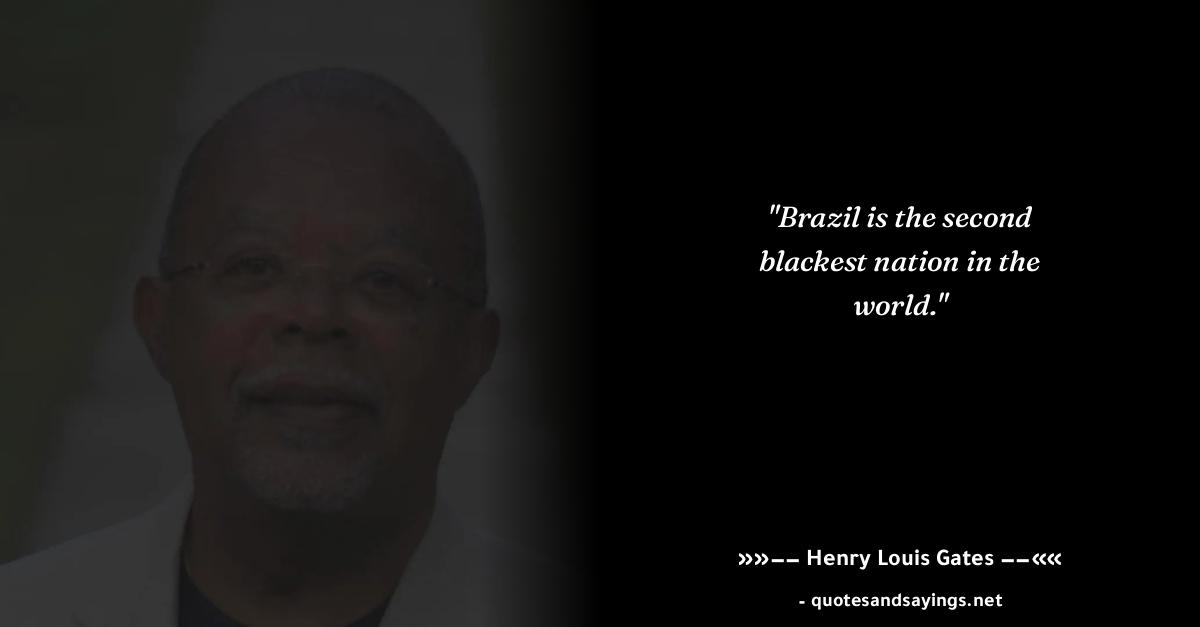 "Brazil is the second
blackest nation in the
world."
»»−− Henry Louis Gates −−««
- quotesandsayings.net